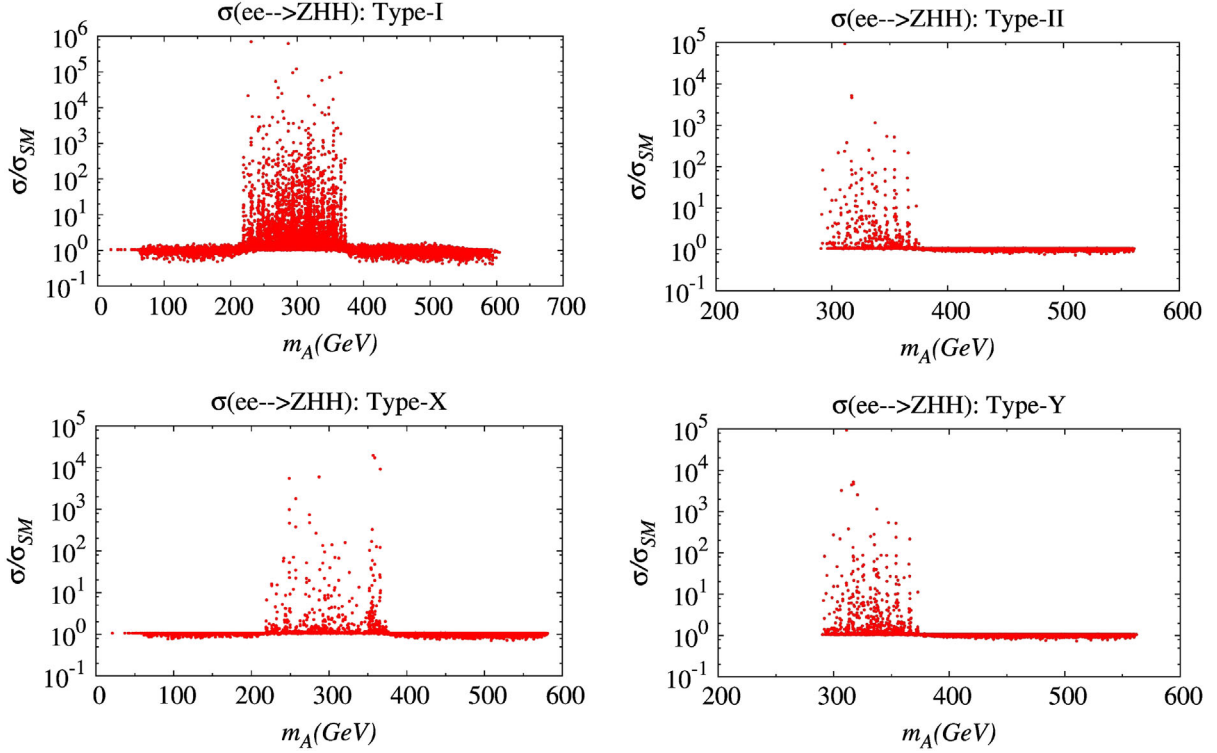 σ(ee-->ZHH): Type-I
10^6
10^5
10^4
10^3
10^2
10^1
10^0
10^-1
σ/σ_SM
0 100 200 300 400 500 600 700
m_A(GeV)
σ(ee-->ZHH): Type-II
10^5
10^4
10^3
10^2
10^1
10^0
10^-1
σ/σ_SM
200 300 400 500 600
m_A(GeV)
σ(ee-->ZHH): Type-X
10^5
10^4
10^3
10^2
10^1
10^0
10^-1
σ/σ_SM
0 100 200 300 400 500 600
m_A(GeV)
σ(ee-->ZHH): Type-Y
10^5
10^4
10^3
10^2
10^1
10^0
10^-1
σ/σ_SM
200 300 400 500 600
m_A(GeV)